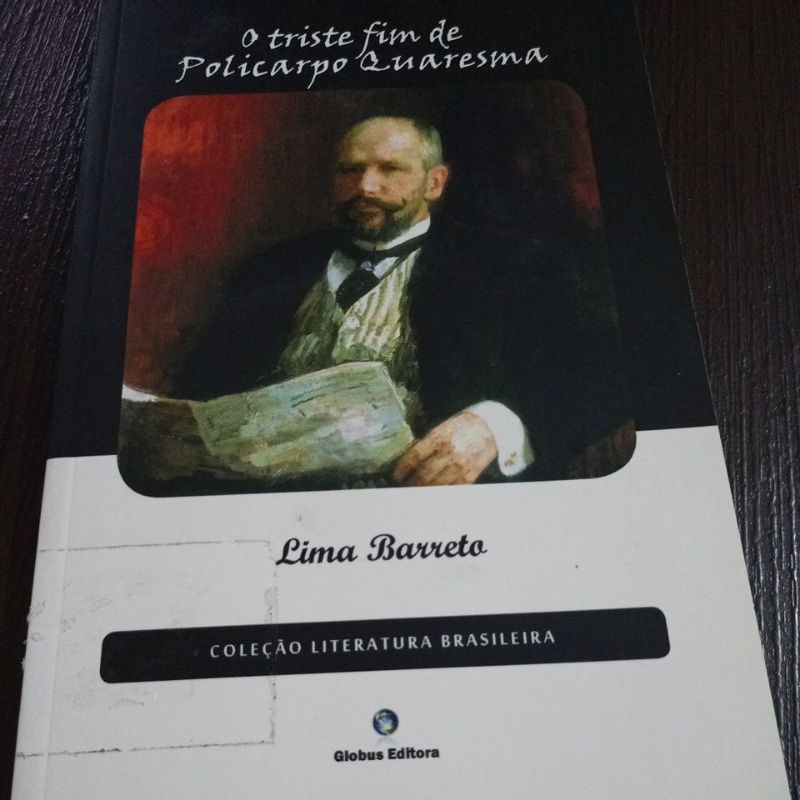 O triste fim de
Policarpo Quaresma
Lima Barreto
COLEÇÃO LITERATURA BRASILEIRA
Globus Editora